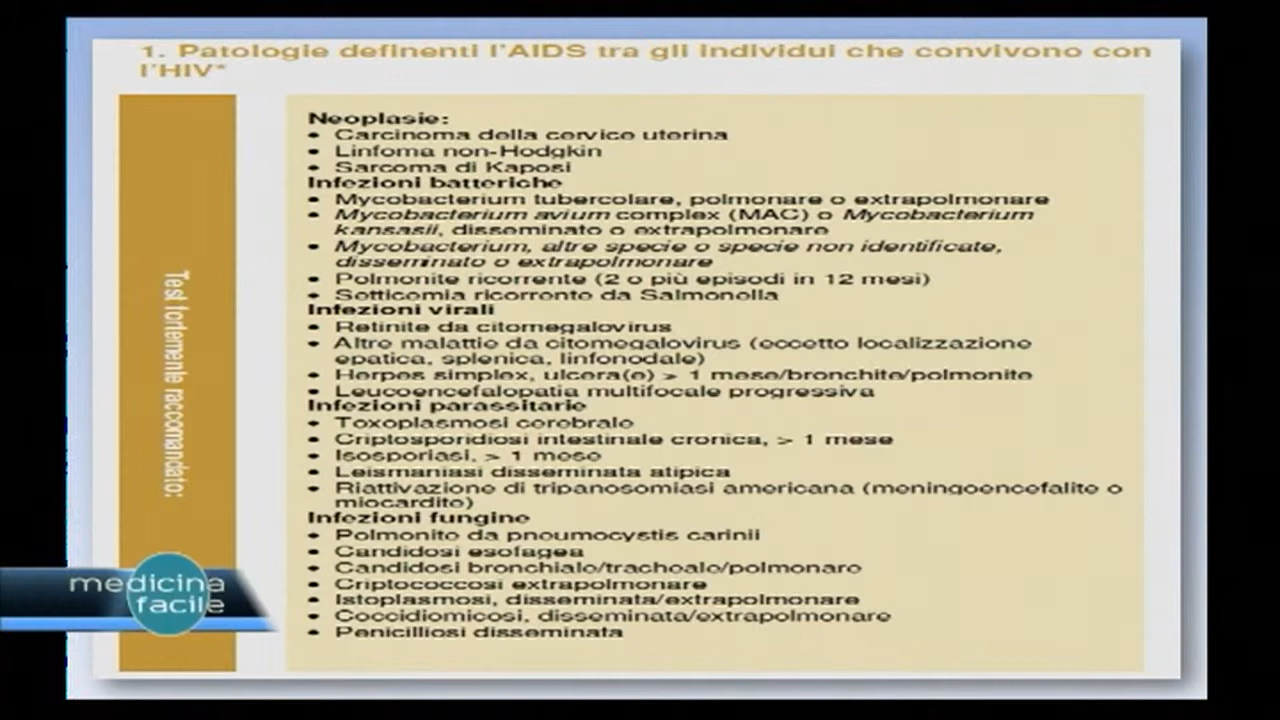 1. Patologie definenti l'AIDS tra gli individui che convivono con
l'HIV*
Test fortemente raccomandato:
Neoplasie:
• Carcinoma della cervice uterina
• Linfoma non-Hodgkin
• Sarcoma di Kaposi
Infezioni batteriche
• Mycobacterium tubercolare, polmonare o extrapolmonare
• Mycobacterium avium complex (MAC) o Mycobacterium
kansasii, disseminato o extrapolmonare
• Mycobacterium, altre specie o specie non identificate,
disseminato o extrapolmonare
• Polmonite ricorrente (2 o più episodi in 12 mesi)
• Setticemia ricorrente da Salmonella
Infezioni virali
• Retinite da citomegalovirus
• Altre malattie da citomegalovirus (eccetto localizzazione
epatica, splenica, linfonodale)
• Herpes simplex, ulcera(e) > 1 mese/bronchite/polmonite
• Leucoencefalopatia multifocale progressiva
Infezioni parassitarie
• Toxoplasmosi cerebrale
• Criptosporidiosi intestinale cronica, > 1 mese
• Isosporiasi, > 1 mese
• Leismaniasi disseminata atipica
• Riattivazione di tripanosomiasi americana (meningoencefalite o
miocardite)
Infezioni fungine
• Polmonite da pneumocystis carinii
• Candidosi esofagea
• Candidosi bronchiale/tracheale/polmonare
• Criptococcosi extrapolmonare
• Istoplasmosi, disseminata/extrapolmonare
• Coccidiomicosi, disseminata/extrapolmonare
• Penicilliosi disseminata
medicina
facile